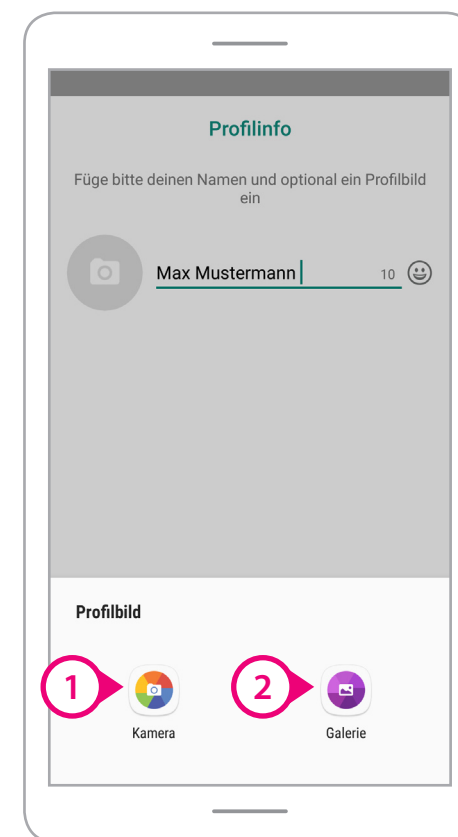 Profilinfo
Füge bitte deinen Namen und optional ein Profilbild
ein
Max Mustermann 10
Profilbild
1 2
Kamera Galerie